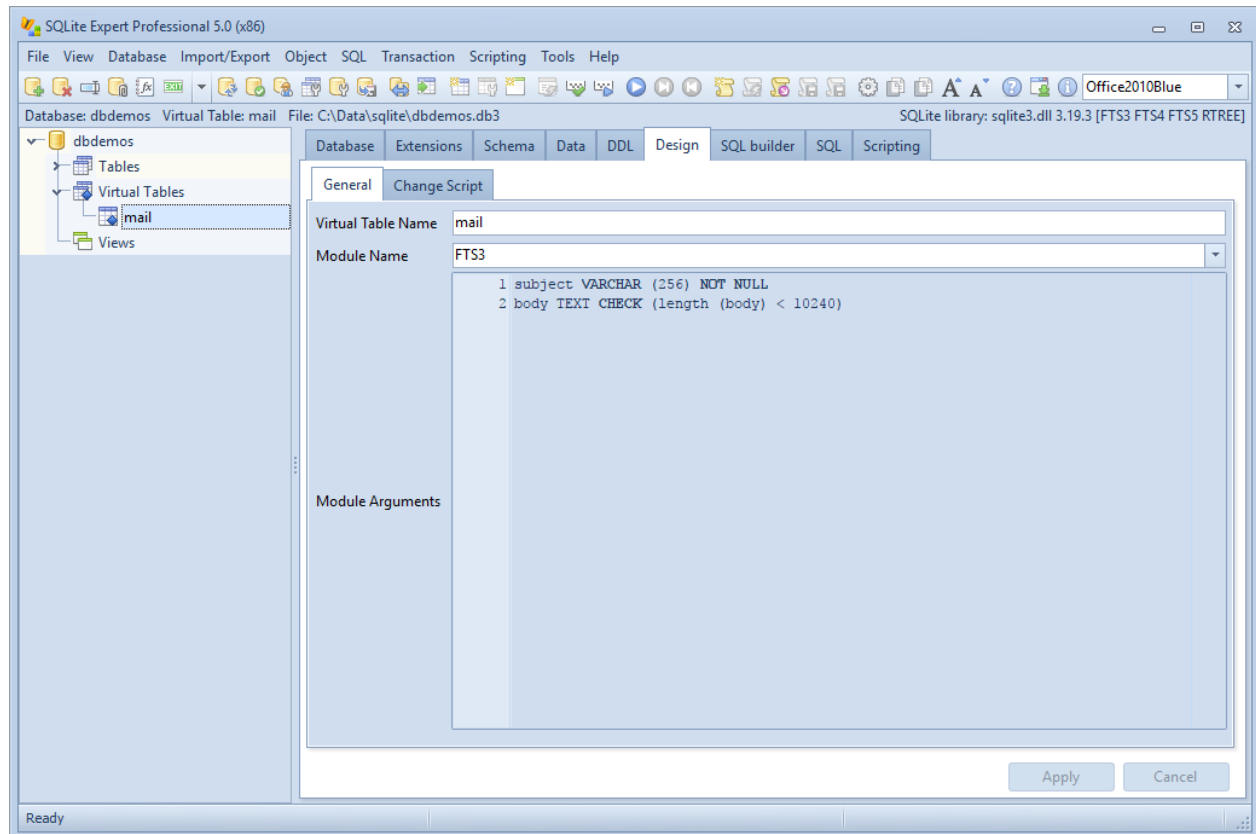 SQLite Expert Professional 5.0 (x86)
File View Database Import/Export Object SQL Transaction Scripting Tools Help
Office2010Blue
Database: dbdemos Virtual Table: mail File: C:\Data\sqlite\dbdemos.db3 SQLite library: sqlite3.dll 3.19.3 [FTS3 FTS4 FTS5 RTREE]
dbdemos
Tables
Virtual Tables
mail
Views
Database Extensions Schema Data DDL Design SQL builder SQL Scripting
General Change Script
Virtual Table Name mail
Module Name FTS3
1 subject VARCHAR (256) NOT NULL
2 body TEXT CHECK (length (body) < 10240)
Module Arguments
Apply Cancel
Ready